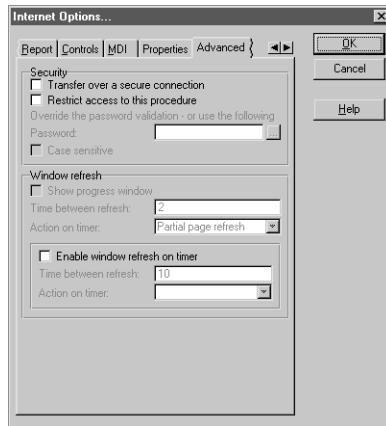 Internet Options...
Report Controls MDI Properties Advanced
OK
Cancel
Help
Security
Transfer over a secure connection
Restrict access to this procedure
Override the password validation - or use the following
Password: ...
Case sensitive
Window refresh
Show progress window
Time between refresh: 2
Action on timer: Partial page refresh
Enable window refresh on timer
Time between refresh: 10
Action on timer: